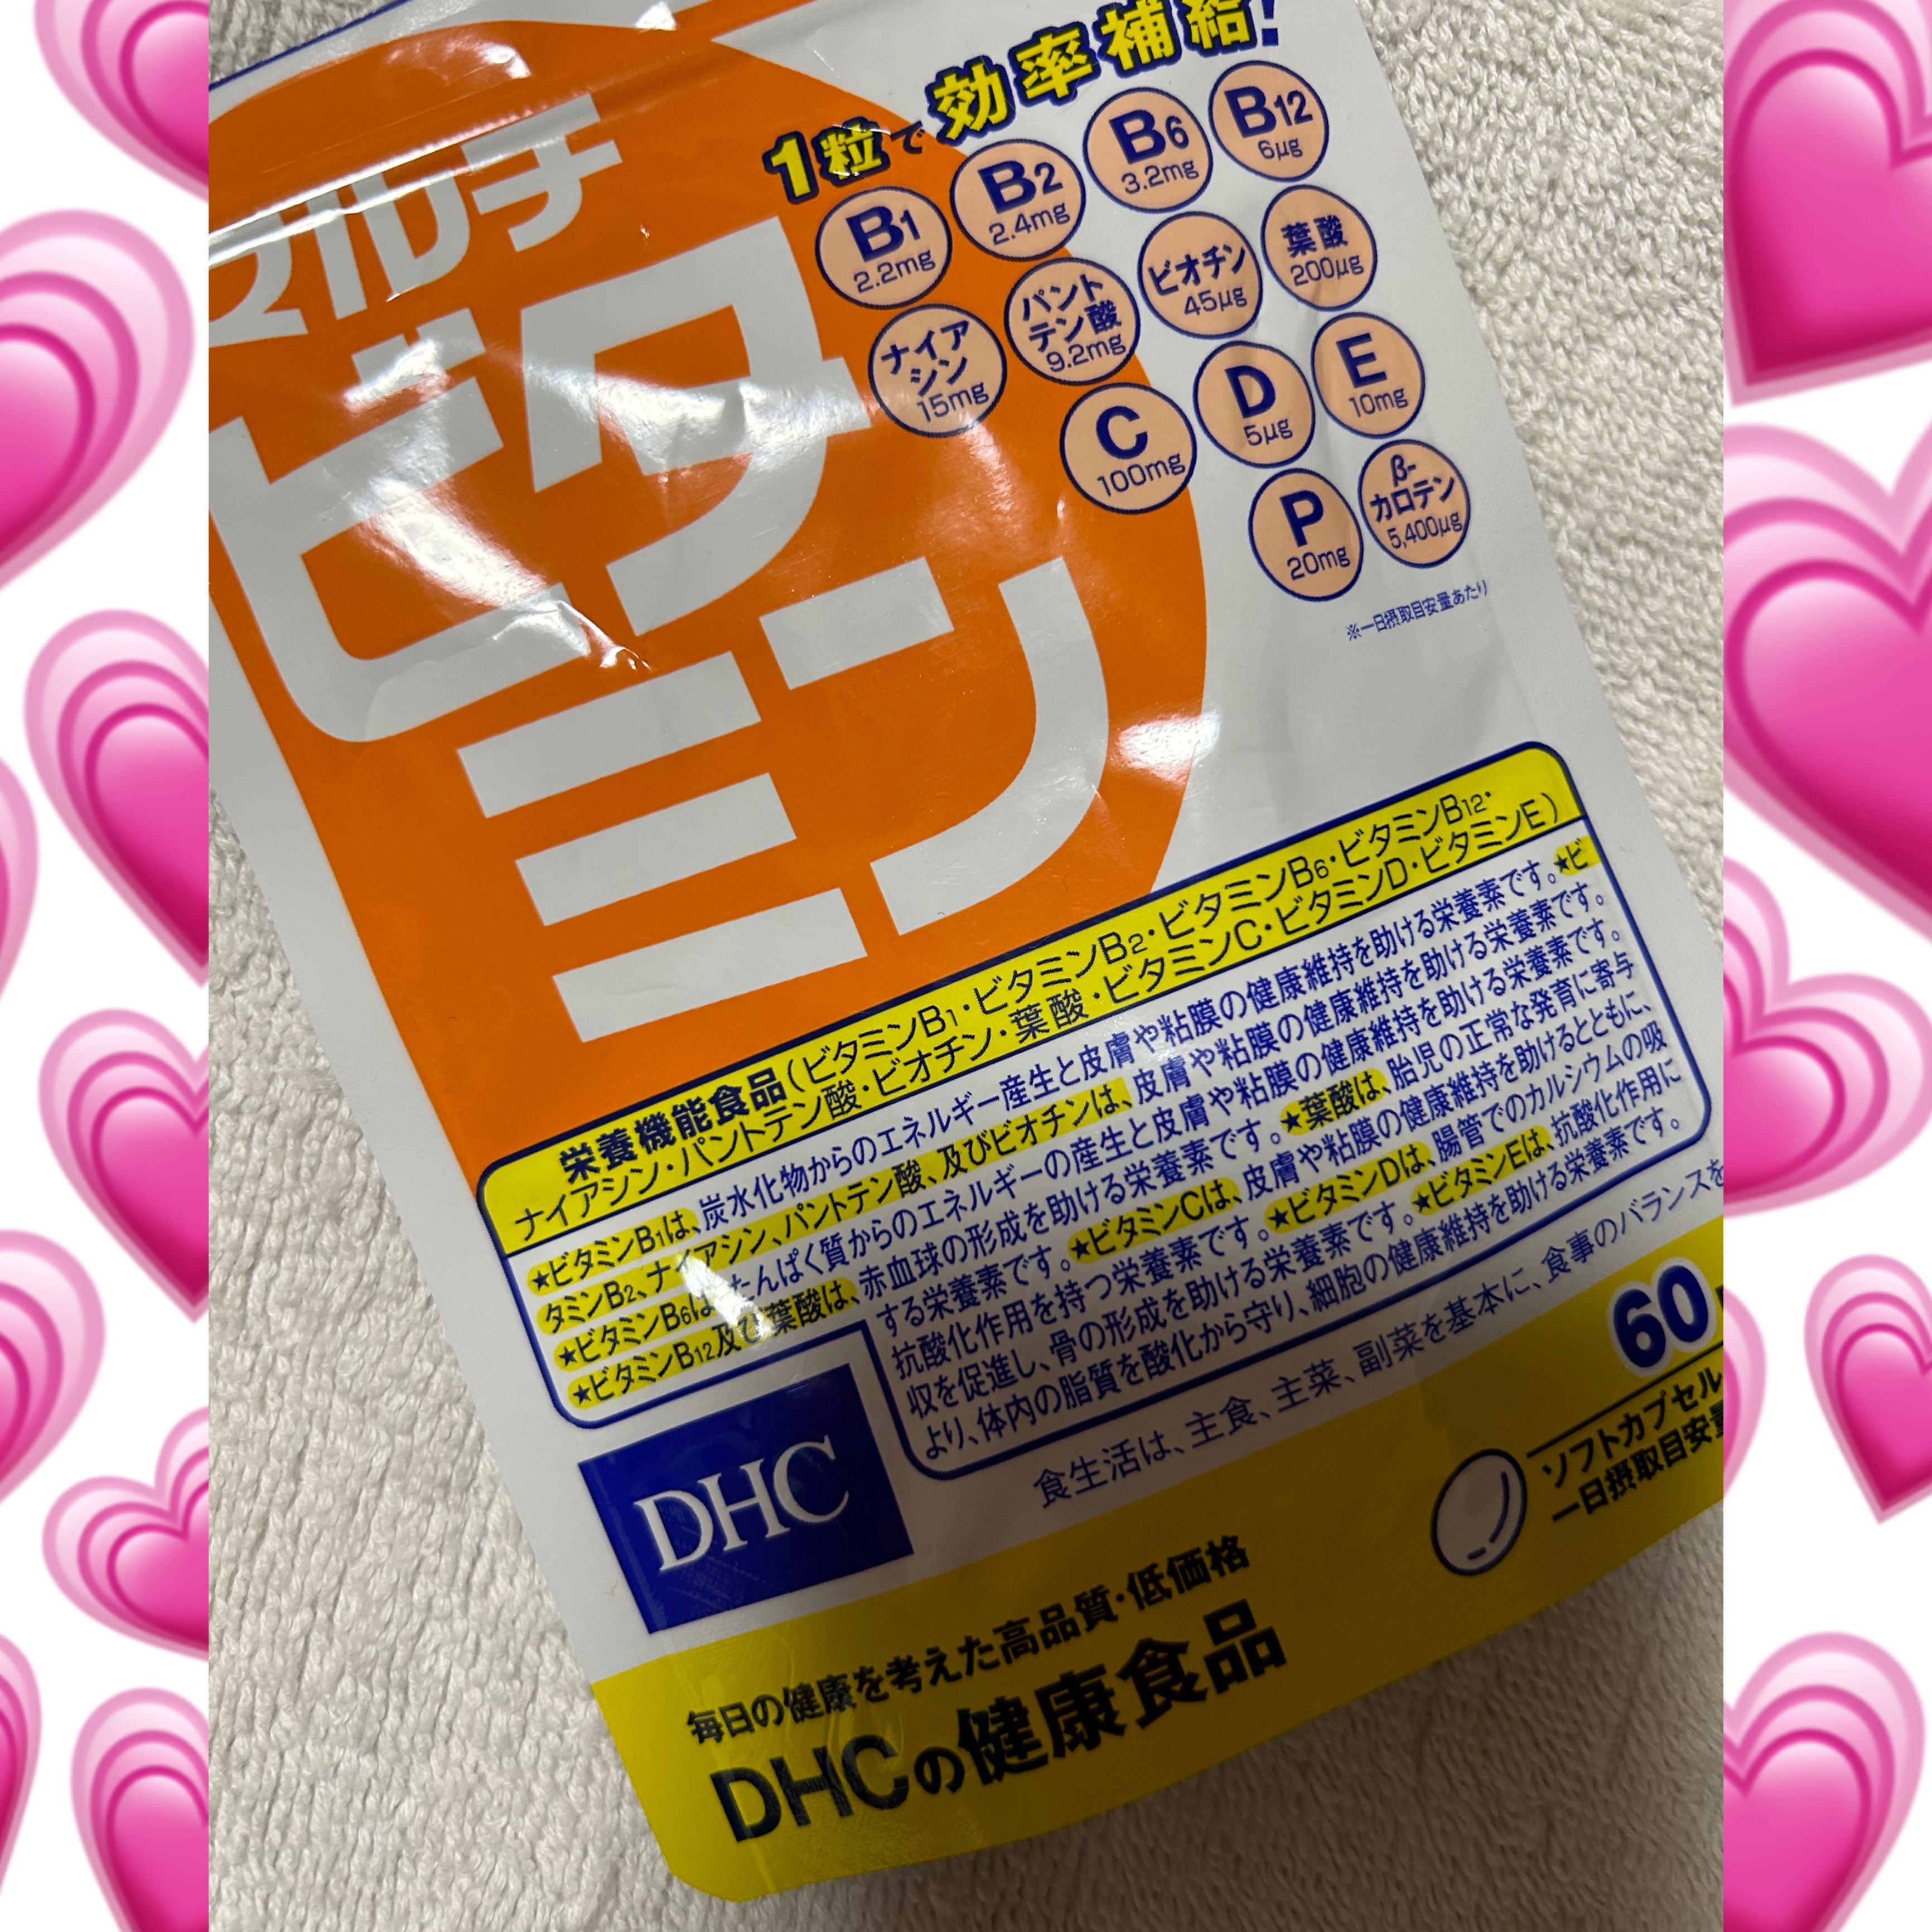 マルチ
ビタミン
1粒で効率補給!
B1
2.2mg
B2
2.4mg
B6
3.2mg
B12
6μg
ナイア
シン
15mg
パント
テン酸
9.2mg
ビオチン
45μg
葉酸
200μg
C
100mg
D
5μg
E
10mg
P
20mg
β-
カロテン
5,400μg
※一日摂取目安量あたり
栄養機能食品(ビタミンB1・ビタミンB2・ビタミンB6・ビタミンB12・
ナイアシン・パントテン酸・ビオチン・葉酸・ビタミンC・ビタミンD・ビタミンE)
★ビタミンB1は、炭水化物からのエネルギー産生と皮膚や粘膜の健康維持を助ける栄養素です。★ビ
タミンB2、ナイアシン、パントテン酸、及びビオチンは、皮膚や粘膜の健康維持を助ける栄養素です。
★ビタミンB6は、たんぱく質からのエネルギーの産生と皮膚や粘膜の健康維持を助ける栄養素です。
★ビタミンB12及び葉酸は、赤血球の形成を助ける栄養素です。★葉酸は、胎児の正常な発育に寄与
する栄養素です。★ビタミンCは、皮膚や粘膜の健康維持を助けるとともに、
抗酸化作用を持つ栄養素です。★ビタミンDは、腸管でのカルシウムの吸
収を促進し、骨の形成を助ける栄養素です。★ビタミンEは、抗酸化作用に
より、体内の脂質を酸化から守り、細胞の健康維持を助ける栄養素です。
食生活は、主食、主菜、副菜を基本に、食事のバランスを
DHC
60
ソフトカプセル
一日摂取目安量
毎日の健康を考えた高品質・低価格
DHCの健康食品